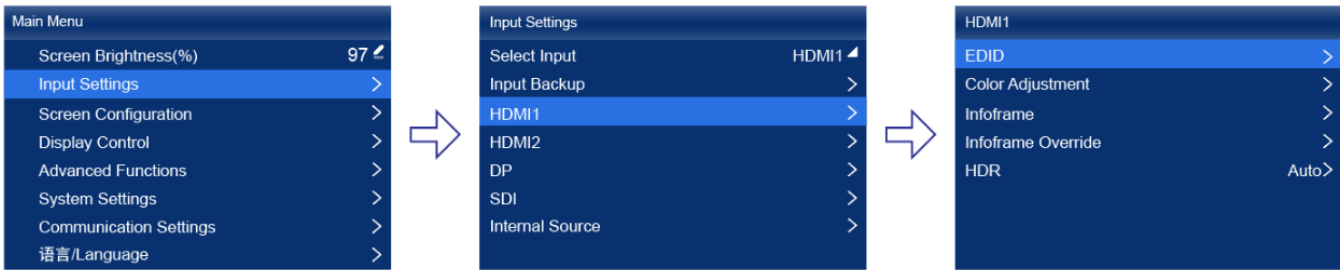 Main Menu
Screen Brightness(%) 97
Input Settings
Screen Configuration
Display Control
Advanced Functions
System Settings
Communication Settings
语言/Language
Input Settings
Select Input HDMI1
Input Backup
HDMI1
HDMI2
DP
SDI
Internal Source
HDMI1
EDID
Color Adjustment
Infoframe
Infoframe Override
HDR Auto